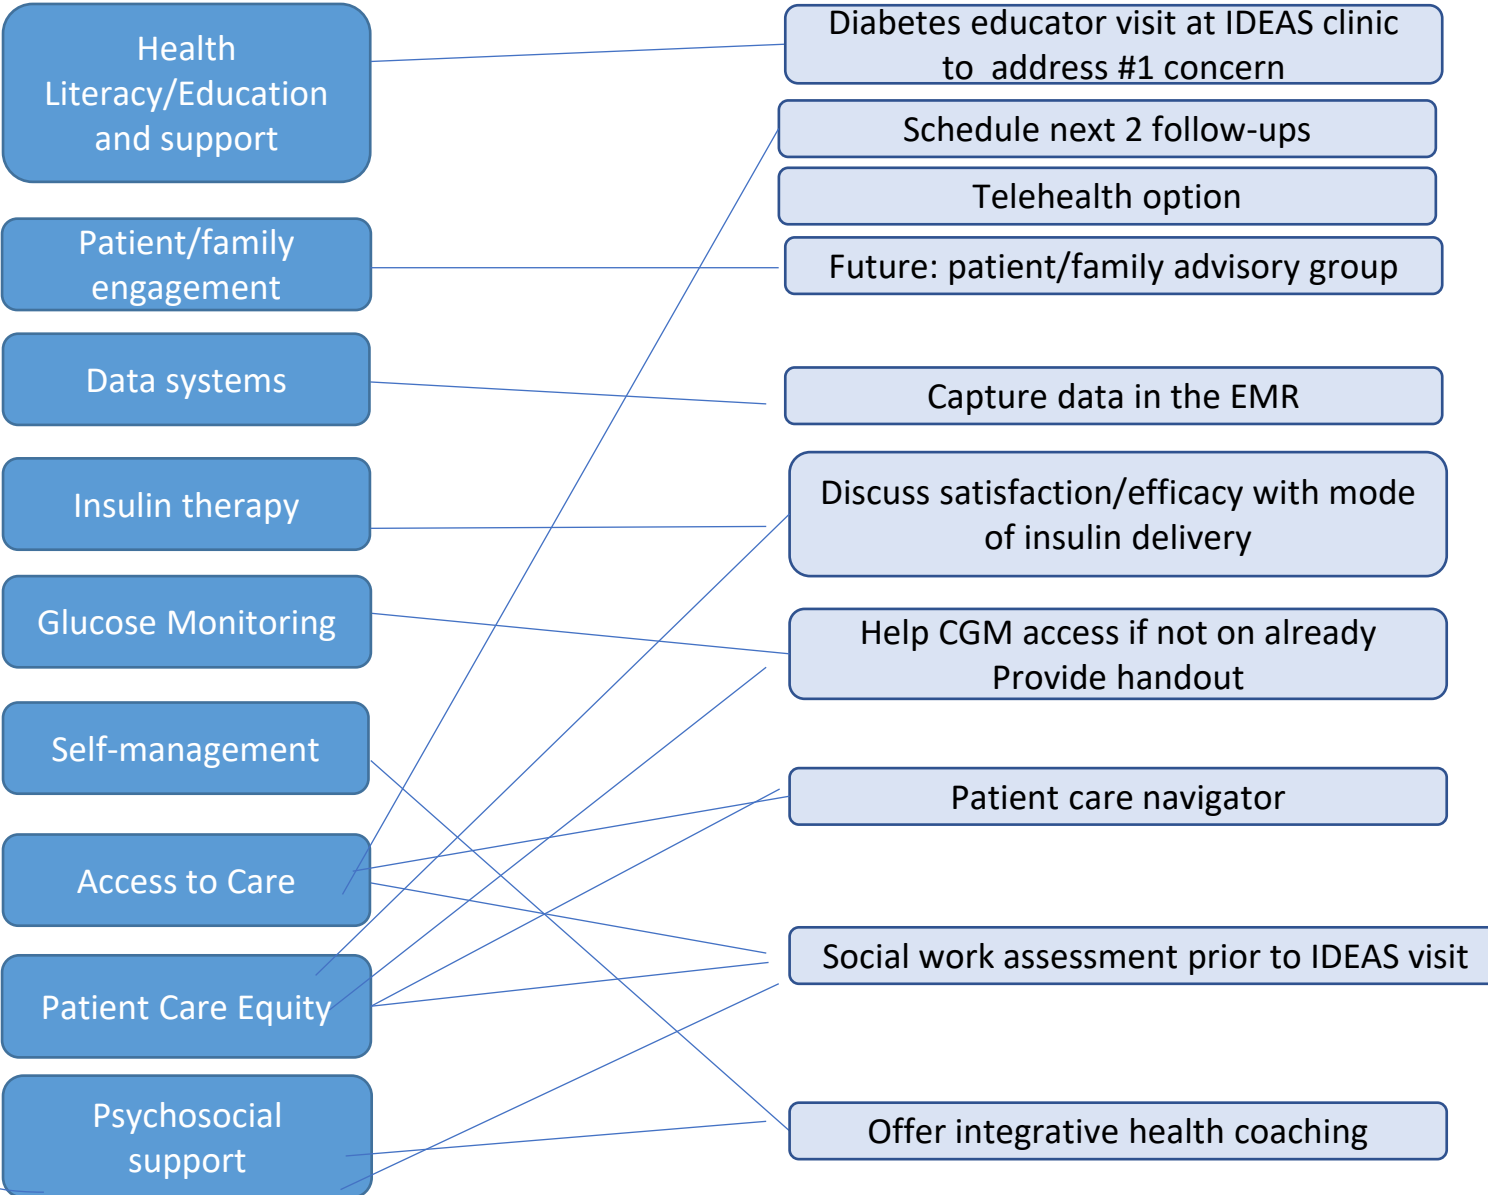 Health
Literacy/Education
and support
Patient/family
engagement
Data systems
Insulin therapy
Glucose Monitoring
Self-management
Access to Care
Patient Care Equity
Psychosocial
support
Diabetes educator visit at IDEAS clinic
to address #1 concern
Schedule next 2 follow-ups
Telehealth option
Future: patient/family advisory group
Capture data in the EMR
Discuss satisfaction/efficacy with mode
of insulin delivery
Help CGM access if not on already
Provide handout
Patient care navigator
Social work assessment prior to IDEAS visit
Offer integrative health coaching